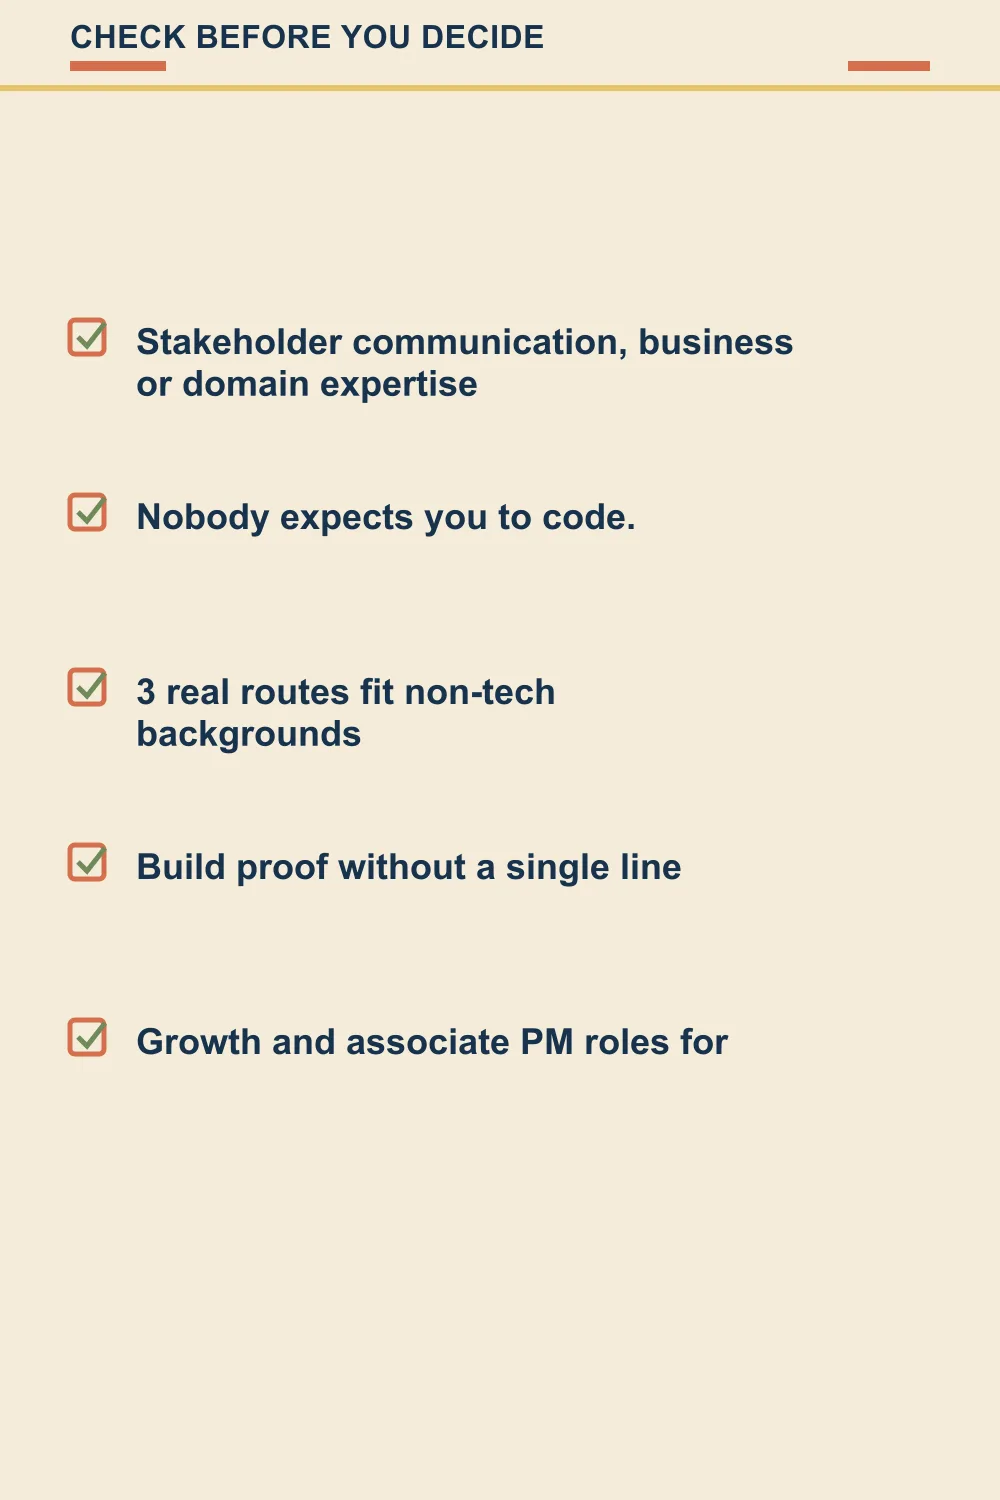 CHECK BEFORE YOU DECIDE
Stakeholder communication, business
or domain expertise
Nobody expects you to code.
3 real routes fit non-tech
backgrounds
Build proof without a single line
Growth and associate PM roles for